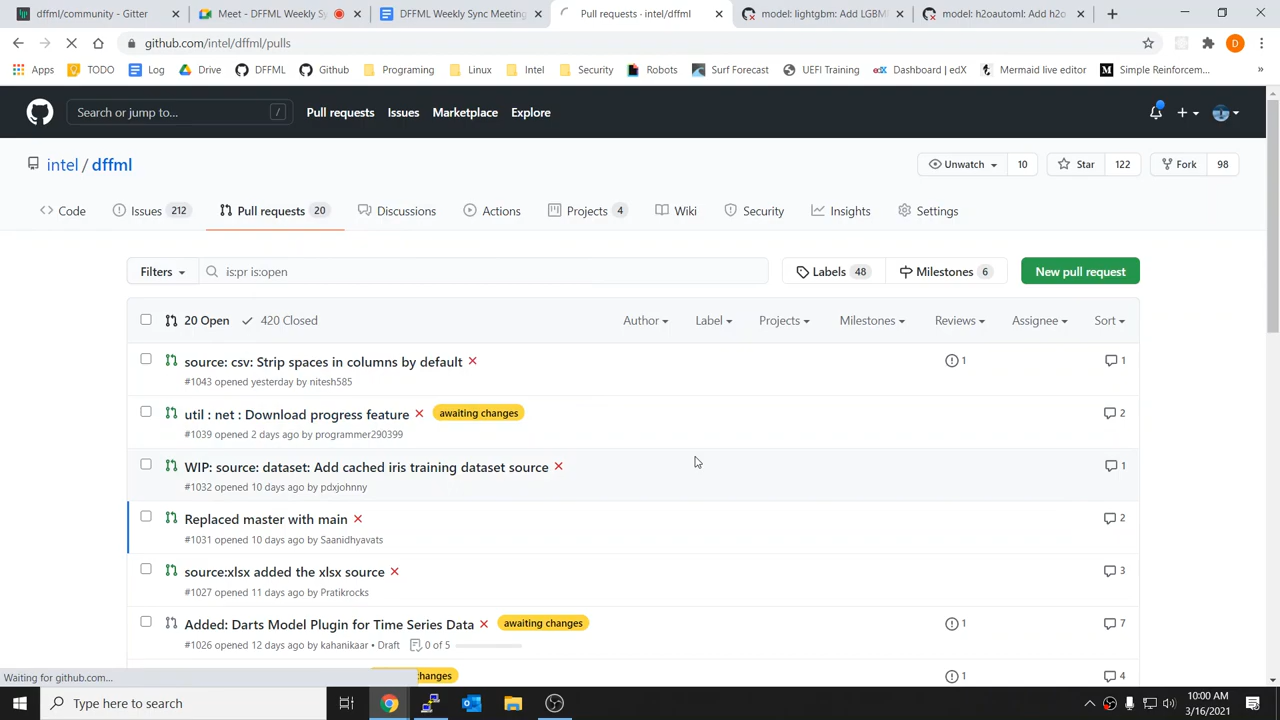 dffml/community - Gitter
Meet - DFFML Weekly Sy
DFFML Weekly Sync Meeting
Pull requests · intel/dffml
model: lightgbm: Add LGBM
model: h2oautoml: Add h2o
github.com/intel/dffml/pulls
Apps TODO Log Drive DFFML Github Programing Linux Intel Security Robots Surf Forecast UEFI Training Dashboard | edX Mermaid live editor Simple Reinforcem... »
Search or jump to... /
Pull requests Issues Marketplace Explore
intel / dffml
Unwatch 10 Star 122 Fork 98
Code Issues 212 Pull requests 20 Discussions Actions Projects 4 Wiki Security Insights Settings
Filters is:pr is:open Labels 48 Milestones 6 New pull request
20 Open 420 Closed Author Label Projects Milestones Reviews Assignee Sort
source: csv: Strip spaces in columns by default 1 1
#1043 opened yesterday by nitesh585
util : net : Download progress feature awaiting changes 2
#1039 opened 2 days ago by programmer290399
WIP: source: dataset: Add cached iris training dataset source 1
#1032 opened 10 days ago by pdxjohnny
Replaced master with main 2
#1031 opened 10 days ago by Saanidhyavats
source:xlsx added the xlsx source 3
#1027 opened 11 days ago by Pratikrocks
Added: Darts Model Plugin for Time Series Data awaiting changes 1 7
#1026 opened 12 days ago by kahanikaar • Draft 0 of 5
changes 1 4
Waiting for github.com...
Type here to search
10:00 AM
3/16/2021